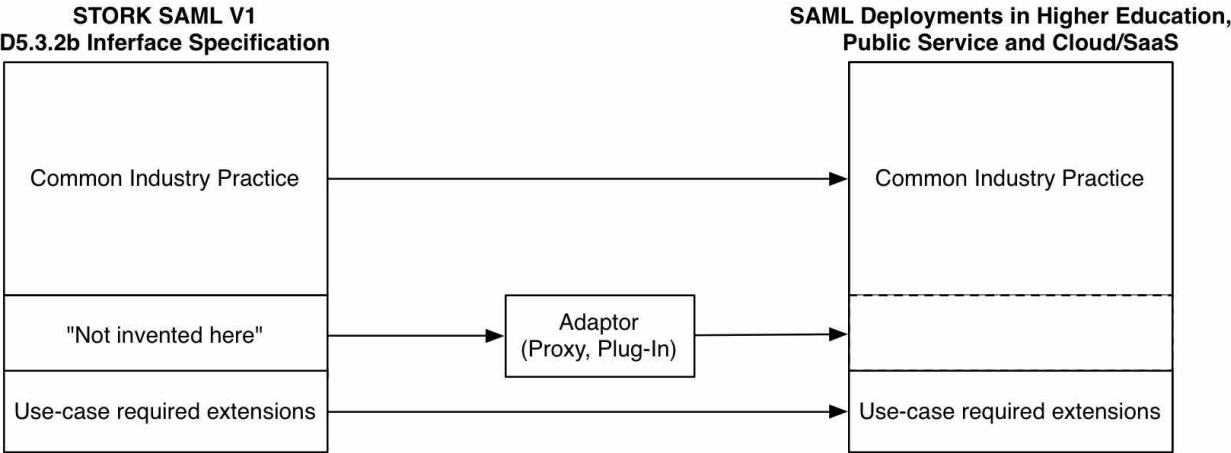 STORK SAML V1
D5.3.2b Inferface Specification
SAML Deployments in Higher Education,
Public Service and Cloud/SaaS
Common Industry Practice
Common Industry Practice
"Not invented here"
Adaptor
(Proxy, Plug-In)
Use-case required extensions
Use-case required extensions